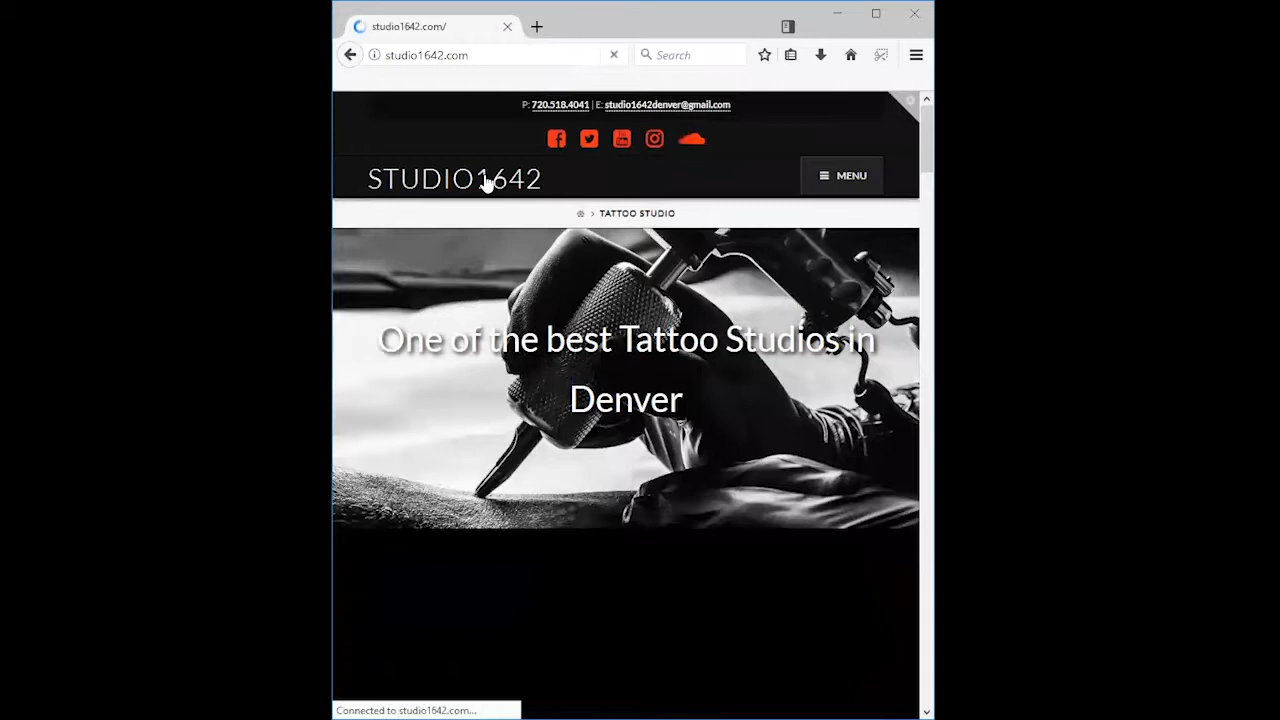 studio1642.com/
studio1642.com
Search
P: 720.518.4041 | E: studio1642denver@gmail.com
STUDIO1642
MENU
TATTOO STUDIO
One of the best Tattoo Studios in
Denver
Connected to studio1642.com...